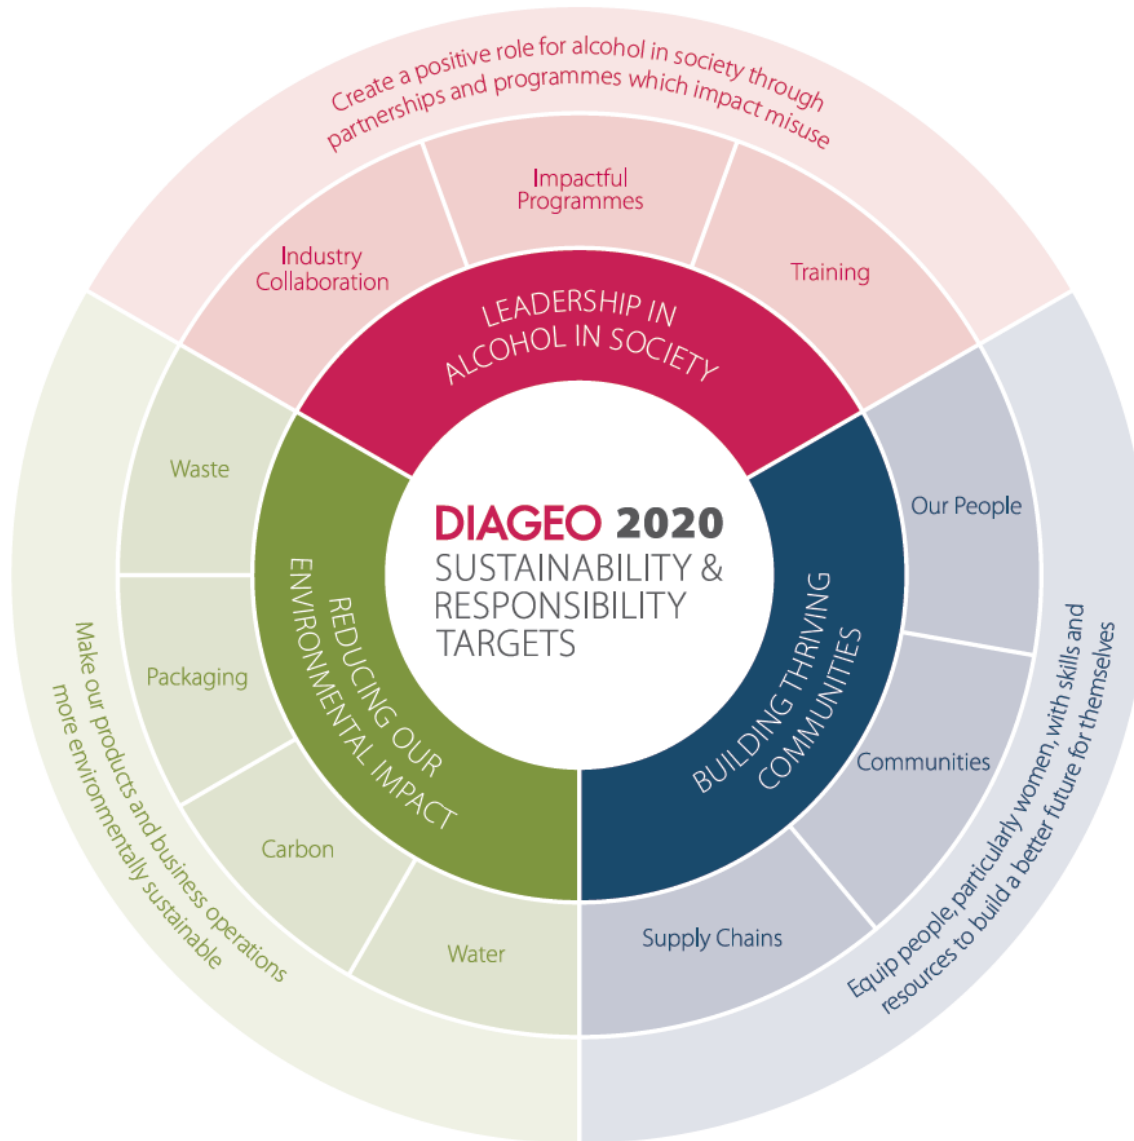 Create a positive role for alcohol in society through
partnerships and programmes which impact misuse
Industry
Collaboration
Impactful
Programmes
Training
LEADERSHIP IN
ALCOHOL IN SOCIETY
DIAGEO 2020
SUSTAINABILITY &
RESPONSIBILITY
TARGETS
Our People
Communities
Supply Chains
BUILDING THRIVING
COMMUNITIES
Equip people, particularly women, with skills and
resources to build a better future for themselves
Waste
Packaging
Carbon
Water
REDUCING OUR
ENVIRONMENTAL IMPACT
Make our products and business operations
more environmentally sustainable